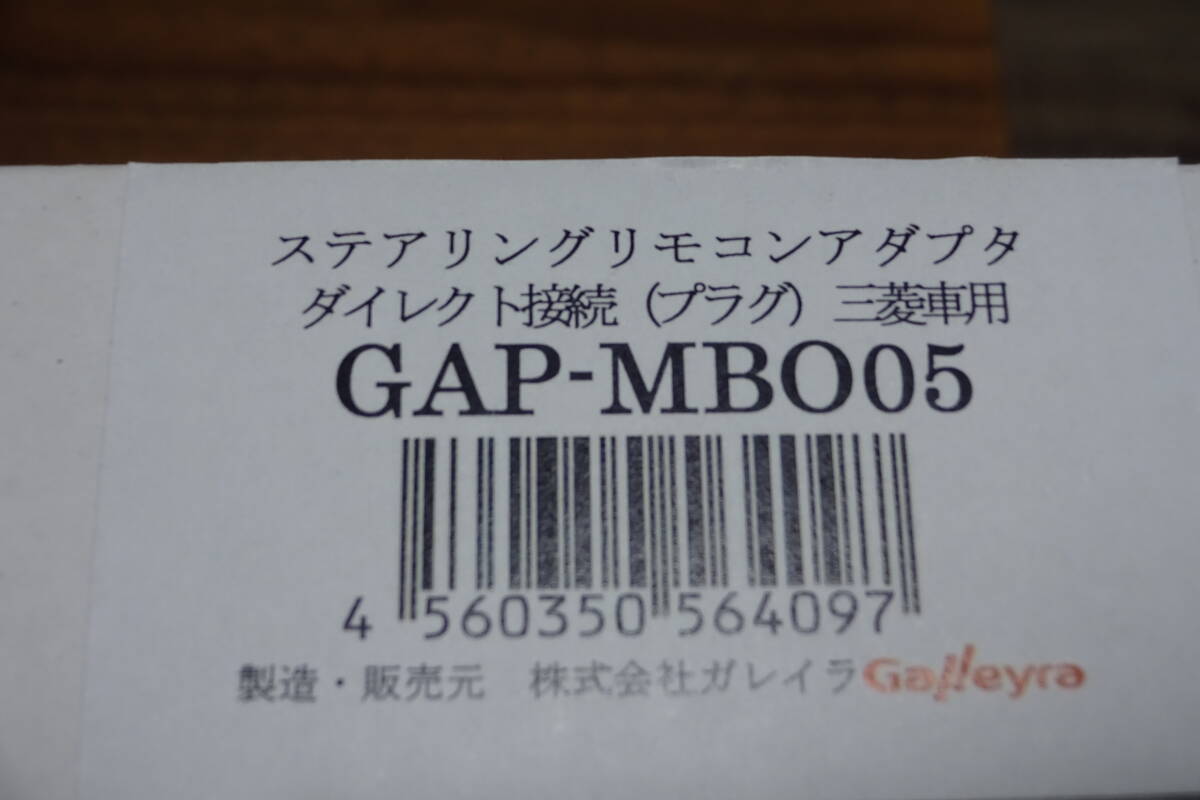 ステアリングリモコンアダプタ
ダイレクト接続（プラグ）三菱車用
GAP-MBO05
4 560350 564097
製造・販売元　株式会社ガレイラ Galleyra